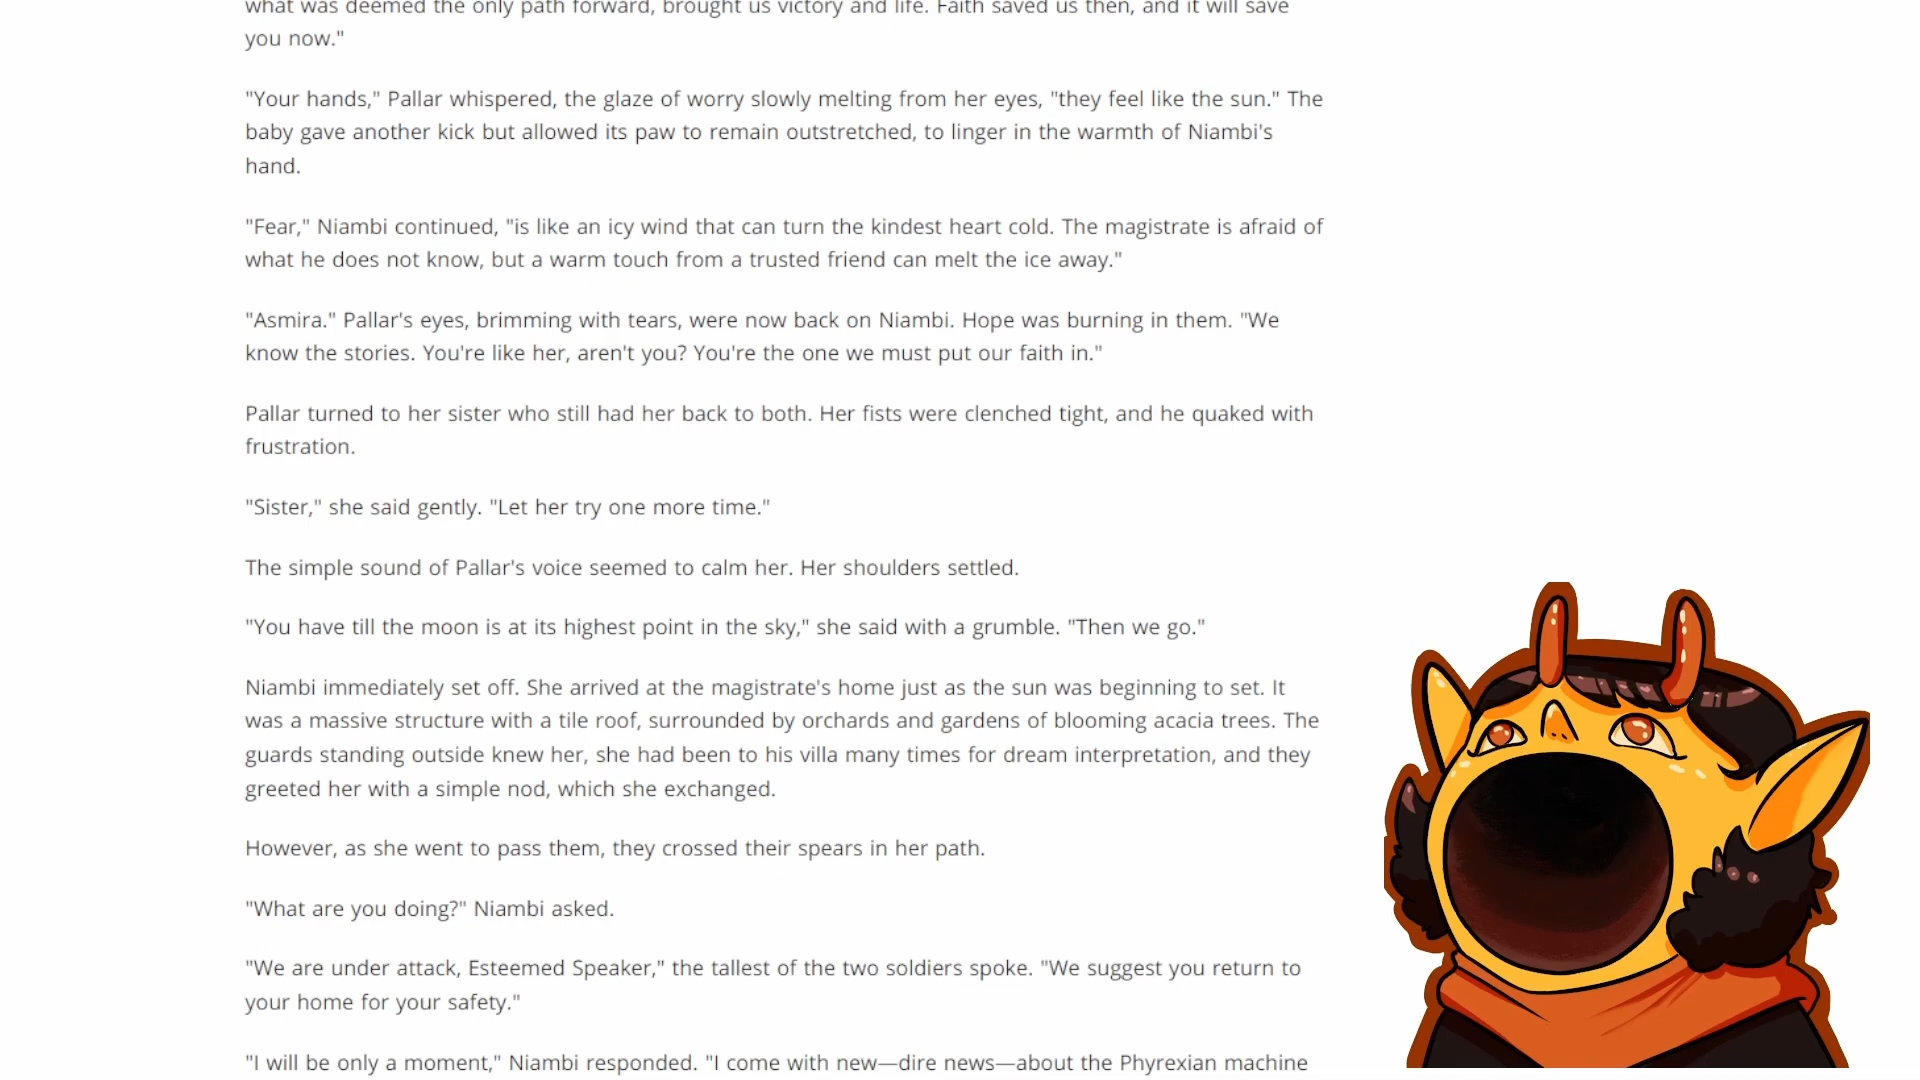 what was deemed the only path forward, brought us victory and life. Faith saved us then, and it will save
you now."
"Your hands," Pallar whispered, the glaze of worry slowly melting from her eyes, "they feel like the sun." The
baby gave another kick but allowed its paw to remain outstretched, to linger in the warmth of Niambi's
hand.
"Fear," Niambi continued, "is like an icy wind that can turn the kindest heart cold. The magistrate is afraid of
what he does not know, but a warm touch from a trusted friend can melt the ice away."
"Asmira." Pallar's eyes, brimming with tears, were now back on Niambi. Hope was burning in them. "We
know the stories. You're like her, aren't you? You're the one we must put our faith in."
Pallar turned to her sister who still had her back to both. Her fists were clenched tight, and he quaked with
frustration.
"Sister," she said gently. "Let her try one more time."
The simple sound of Pallar's voice seemed to calm her. Her shoulders settled.
"You have till the moon is at its highest point in the sky," she said with a grumble. "Then we go."
Niambi immediately set off. She arrived at the magistrate's home just as the sun was beginning to set. It
was a massive structure with a tile roof, surrounded by orchards and gardens of blooming acacia trees. The
guards standing outside knew her, she had been to his villa many times for dream interpretation, and they
greeted her with a simple nod, which she exchanged.
However, as she went to pass them, they crossed their spears in her path.
"What are you doing?" Niambi asked.
"We are under attack, Esteemed Speaker," the tallest of the two soldiers spoke. "We suggest you return to
your home for your safety."
"I will be only a moment," Niambi responded. "I come with new—dire news—about the Phyrexian machine